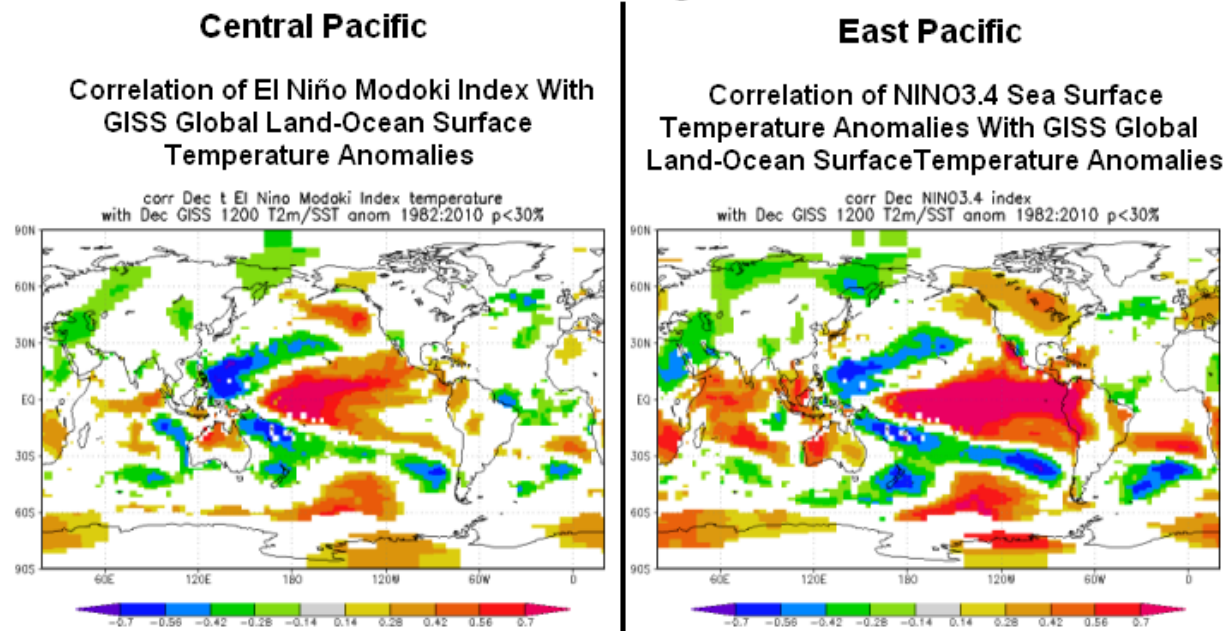 Central Pacific
Correlation of El Niño Modoki Index With
GISS Global Land-Ocean Surface
Temperature Anomalies
corr Dec t El Nino Modoki Index temperature
with Dec GISS 1200 T2m/SST anom 1982:2010 p<30%
90N
60N
30N
EQ
30S
60S
90S
60E 120E 180 120W 60W 0
-0.7 -0.56 -0.42 -0.28 -0.14 0.14 0.28 0.42 0.56 0.7
East Pacific
Correlation of NINO3.4 Sea Surface
Temperature Anomalies With GISS Global
Land-Ocean SurfaceTemperature Anomalies
corr Dec NINO3.4 index
with Dec GISS 1200 T2m/SST anom 1982:2010 p<30%
90N
60N
30N
EQ
30S
60S
90S
60E 120E 180 120W 60W 0
-0.7 -0.56 -0.42 -0.28 -0.14 0.14 0.28 0.42 0.56 0.7